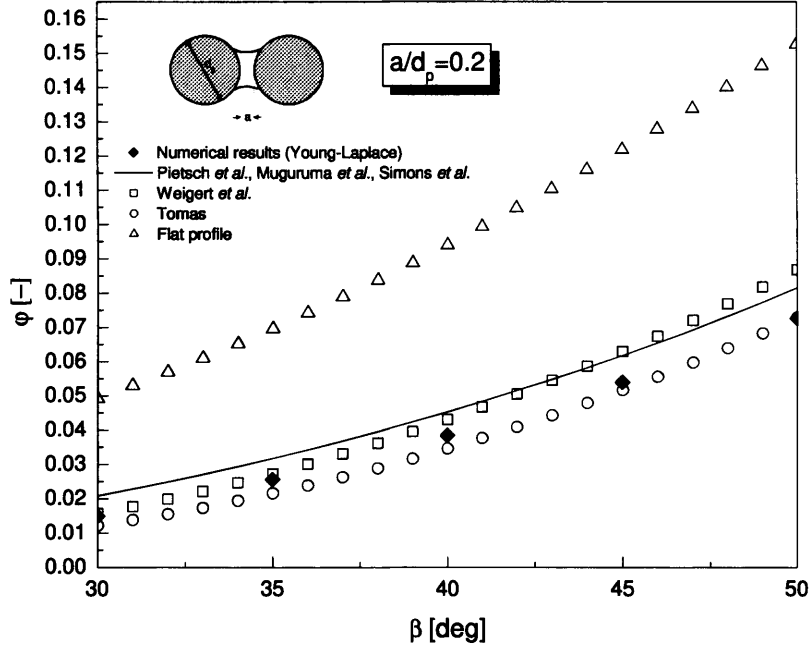 0.16
0.15
0.14
0.13
0.12
0.11
0.10
0.09
0.08
0.07
0.06
0.05
0.04
0.03
0.02
0.01
0.00
φ [−]
a
a/dp=0.2
Numerical results (Young-Laplace)
Pietsch et al., Muguruma et al., Simons et al.
Weigert et al.
Tomas
Flat profile
30
35
40
45
50
β [deg]